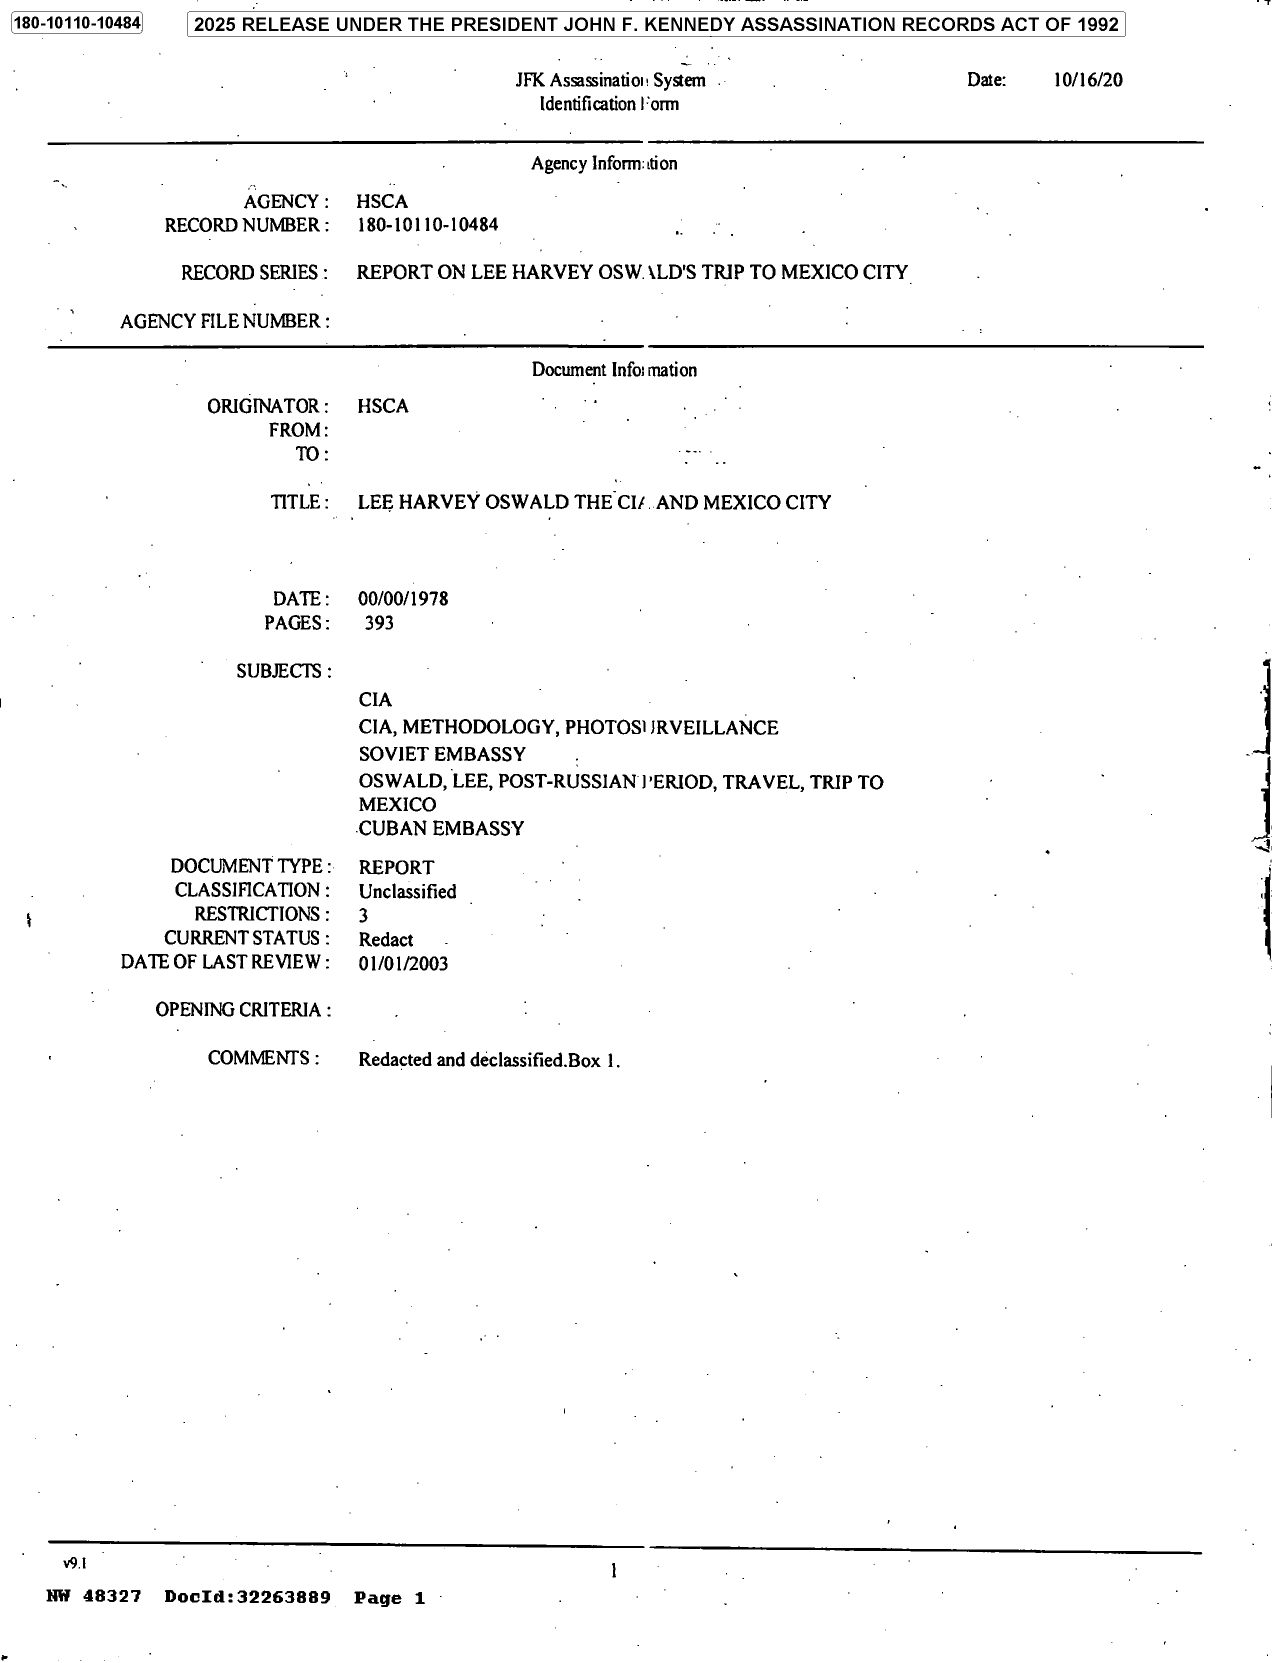 180-10110-10484
2025 RELEASE UNDER THE PRESIDENT JOHN F. KENNEDY ASSASSINATION RECORDS ACT OF 1992
JFK Assassination System
Identification Form
Date: 10/16/20
Agency Information
AGENCY : HSCA
RECORD NUMBER : 180-10110-10484
RECORD SERIES : REPORT ON LEE HARVEY OSWALD'S TRIP TO MEXICO CITY
AGENCY FILE NUMBER :
Document Information
ORIGINATOR : HSCA
FROM :
TO :
TITLE : LEE HARVEY OSWALD THE CIA AND MEXICO CITY
DATE : 00/00/1978
PAGES : 393
SUBJECTS :
CIA
CIA, METHODOLOGY, PHOTOSURVEILLANCE
SOVIET EMBASSY
OSWALD, LEE, POST-RUSSIAN PERIOD, TRAVEL, TRIP TO
MEXICO
CUBAN EMBASSY
DOCUMENT TYPE : REPORT
CLASSIFICATION : Unclassified
RESTRICTIONS : 3
CURRENT STATUS : Redact
DATE OF LAST REVIEW : 01/01/2003
OPENING CRITERIA :
COMMENTS : Redacted and declassified.Box 1.
v9.1
1
NW 48327 DocId:32263889 Page 1